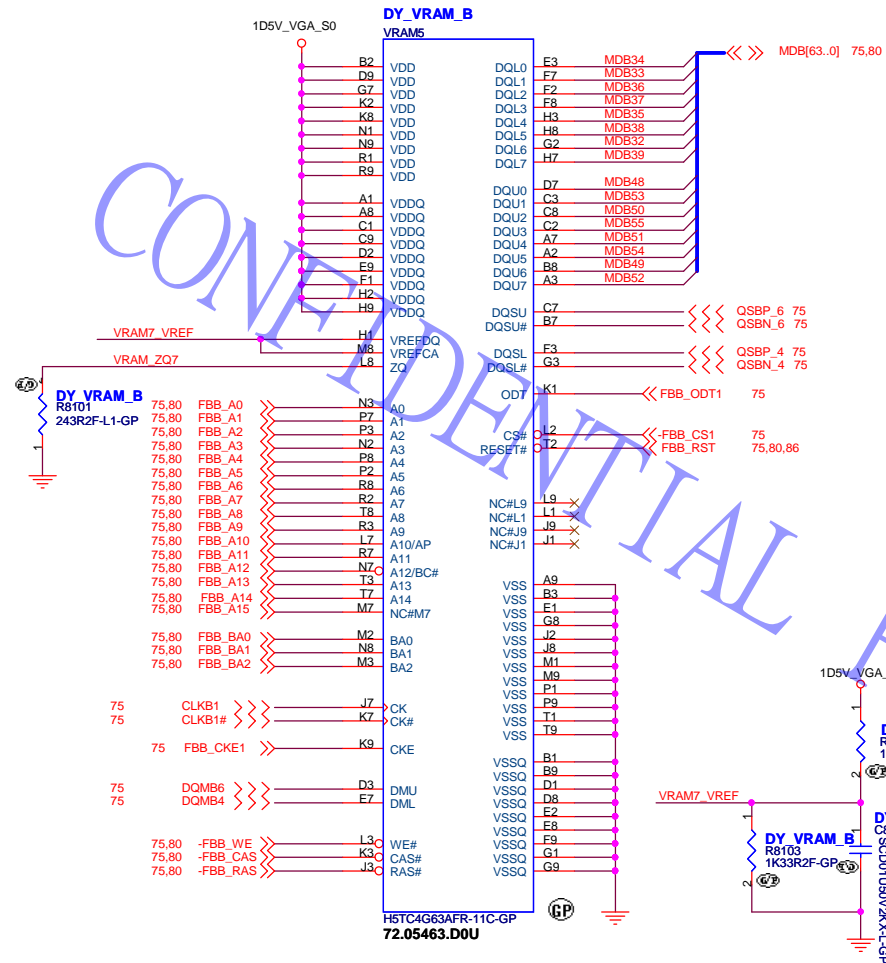 DY_VRAM_B
1D5V_VGA_S0
VRAM5
B2 VDD
D9 VDD
G7 VDD
K2 VDD
K8 VDD
N1 VDD
N9 VDD
R1 VDD
R9 VDD
A1 VDDQ
A8 VDDQ
C1 VDDQ
C9 VDDQ
D2 VDDQ
E9 VDDQ
F1 VDDQ
H2 VDDQ
H9 VDDQ
VRAM7_VREF H1 VREFDQ
M8 VREFCA
VRAM_ZQ7 L8 ZQ
DY_VRAM_B
R8101
243R2F-L1-GP
1
75,80 FBB_A0 N3 A0
75,80 FBB_A1 P7 A1
75,80 FBB_A2 P3 A2
75,80 FBB_A3 N2 A3
75,80 FBB_A4 P8 A4
75,80 FBB_A5 P2 A5
75,80 FBB_A6 R8 A6
75,80 FBB_A7 R2 A7
75,80 FBB_A8 T8 A8
75,80 FBB_A9 R3 A9
75,80 FBB_A10 L7 A10/AP
75,80 FBB_A11 R7 A11
75,80 FBB_A12 N7 A12/BC#
75,80 FBB_A13 T3 A13
75,80 FBB_A14 T7 A14
75,80 FBB_A15 M7 NC#M7
75,80 FBB_BA0 M2 BA0
75,80 FBB_BA1 N8 BA1
75,80 FBB_BA2 M3 BA2
75 CLKB1 J7 CK
75 CLKB1# K7 CK#
75 FBB_CKE1 K9 CKE
75 DQMB6 D3 DMU
75 DQMB4 E7 DML
75,80 -FBB_WE L3 WE#
75,80 -FBB_CAS K3 CAS#
75,80 -FBB_RAS J3 RAS#
DQL0 E3 MDB34
DQL1 F7 MDB33
DQL2 F2 MDB36
DQL3 F8 MDB37
DQL4 H3 MDB35
DQL5 H8 MDB38
DQL6 G2 MDB32
DQL7 H7 MDB39
MDB[63..0] 75,80
DQU0 D7 MDB48
DQU1 C3 MDB53
DQU2 C8 MDB50
DQU3 C2 MDB55
DQU4 A7 MDB51
DQU5 A2 MDB54
DQU6 B8 MDB49
DQU7 A3 MDB52
DQSU C7 QSBP_6 75
DQSU# B7 QSBN_6 75
DQSL F3 QSBP_4 75
DQSL# G3 QSBN_4 75
ODT K1 FBB_ODT1 75
CS# L2 -FBB_CS1 75
RESET# T2 FBB_RST 75,80,86
NC#L9 L9
NC#L1 L1
NC#J9 J9
NC#J1 J1
VSS A9
VSS B3
VSS E1
VSS G8
VSS J2
VSS J8
VSS M1
VSS M9
VSS P1
VSS P9
VSS T1
VSS T9
VSSQ B1
VSSQ B9
VSSQ D1
VSSQ D8
VSSQ E2
VSSQ E8
VSSQ F9
VSSQ G1
VSSQ G9
H5TC4G63AFR-11C-GP
72.05463.D0U
GP
CONFIDENTIAL
1D5V_VGA_
1
2
VRAM7_VREF
1
DY_VRAM_B
R8103
1K33R2F-GP
2
1